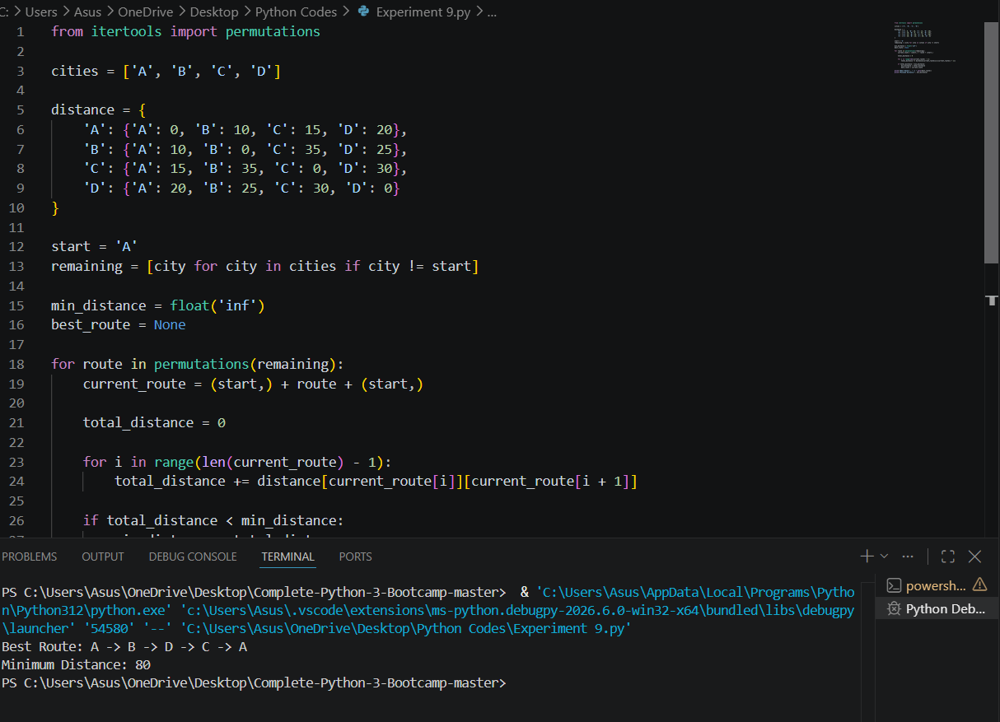 C: > Users > Asus > OneDrive > Desktop > Python Codes > Experiment 9.py > ...
1 from itertools import permutations
2
3 cities = ['A', 'B', 'C', 'D']
4
5 distance = {
6 'A': {'A': 0, 'B': 10, 'C': 15, 'D': 20},
7 'B': {'A': 10, 'B': 0, 'C': 35, 'D': 25},
8 'C': {'A': 15, 'B': 35, 'C': 0, 'D': 30},
9 'D': {'A': 20, 'B': 25, 'C': 30, 'D': 0}
10 }
11
12 start = 'A'
13 remaining = [city for city in cities if city != start]
14
15 min_distance = float('inf')
16 best_route = None
17
18 for route in permutations(remaining):
19 current_route = (start,) + route + (start,)
20
21 total_distance = 0
22
23 for i in range(len(current_route) - 1):
24 total_distance += distance[current_route[i]][current_route[i + 1]]
25
26 if total_distance < min_distance:
PROBLEMS OUTPUT DEBUG CONSOLE TERMINAL PORTS
PS C:\Users\Asus\OneDrive\Desktop\Complete-Python-3-Bootcamp-master> & 'C:\Users\Asus\AppData\Local\Programs\Pytho
n\Python312\python.exe' 'c:\Users\Asus\.vscode\extensions\ms-python.debugpy-2026.6.0-win32-x64\bundled\libs\debugpy
\launcher' '54580' '--' 'C:\Users\Asus\OneDrive\Desktop\Python Codes\Experiment 9.py'
Best Route: A -> B -> D -> C -> A
Minimum Distance: 80
PS C:\Users\Asus\OneDrive\Desktop\Complete-Python-3-Bootcamp-master>
powersh...
Python Deb...